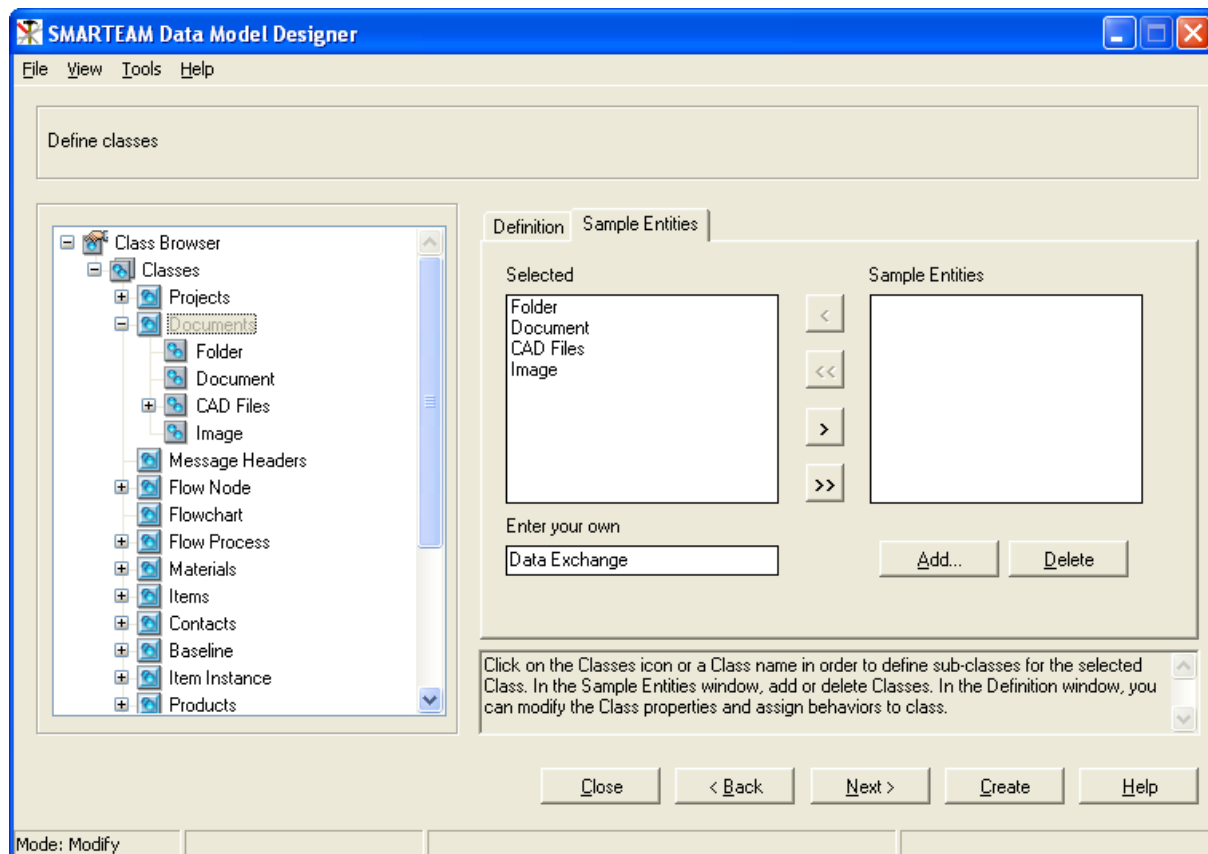 SMARTEAM Data Model Designer
File View Tools Help
Define classes
Class Browser
Classes
Projects
Documents
Folder
Document
CAD Files
Image
Message Headers
Flow Node
Flowchart
Flow Process
Materials
Items
Contacts
Baseline
Item Instance
Products
Definition Sample Entities
Selected
Folder
Document
CAD Files
Image
<
<<
>
>>
Sample Entities
Enter your own
Data Exchange
Add... Delete
Click on the Classes icon or a Class name in order to define sub-classes for the selected
Class. In the Sample Entities window, add or delete Classes. In the Definition window, you
can modify the Class properties and assign behaviors to class.
Close < Back Next > Create Help
Mode: Modify